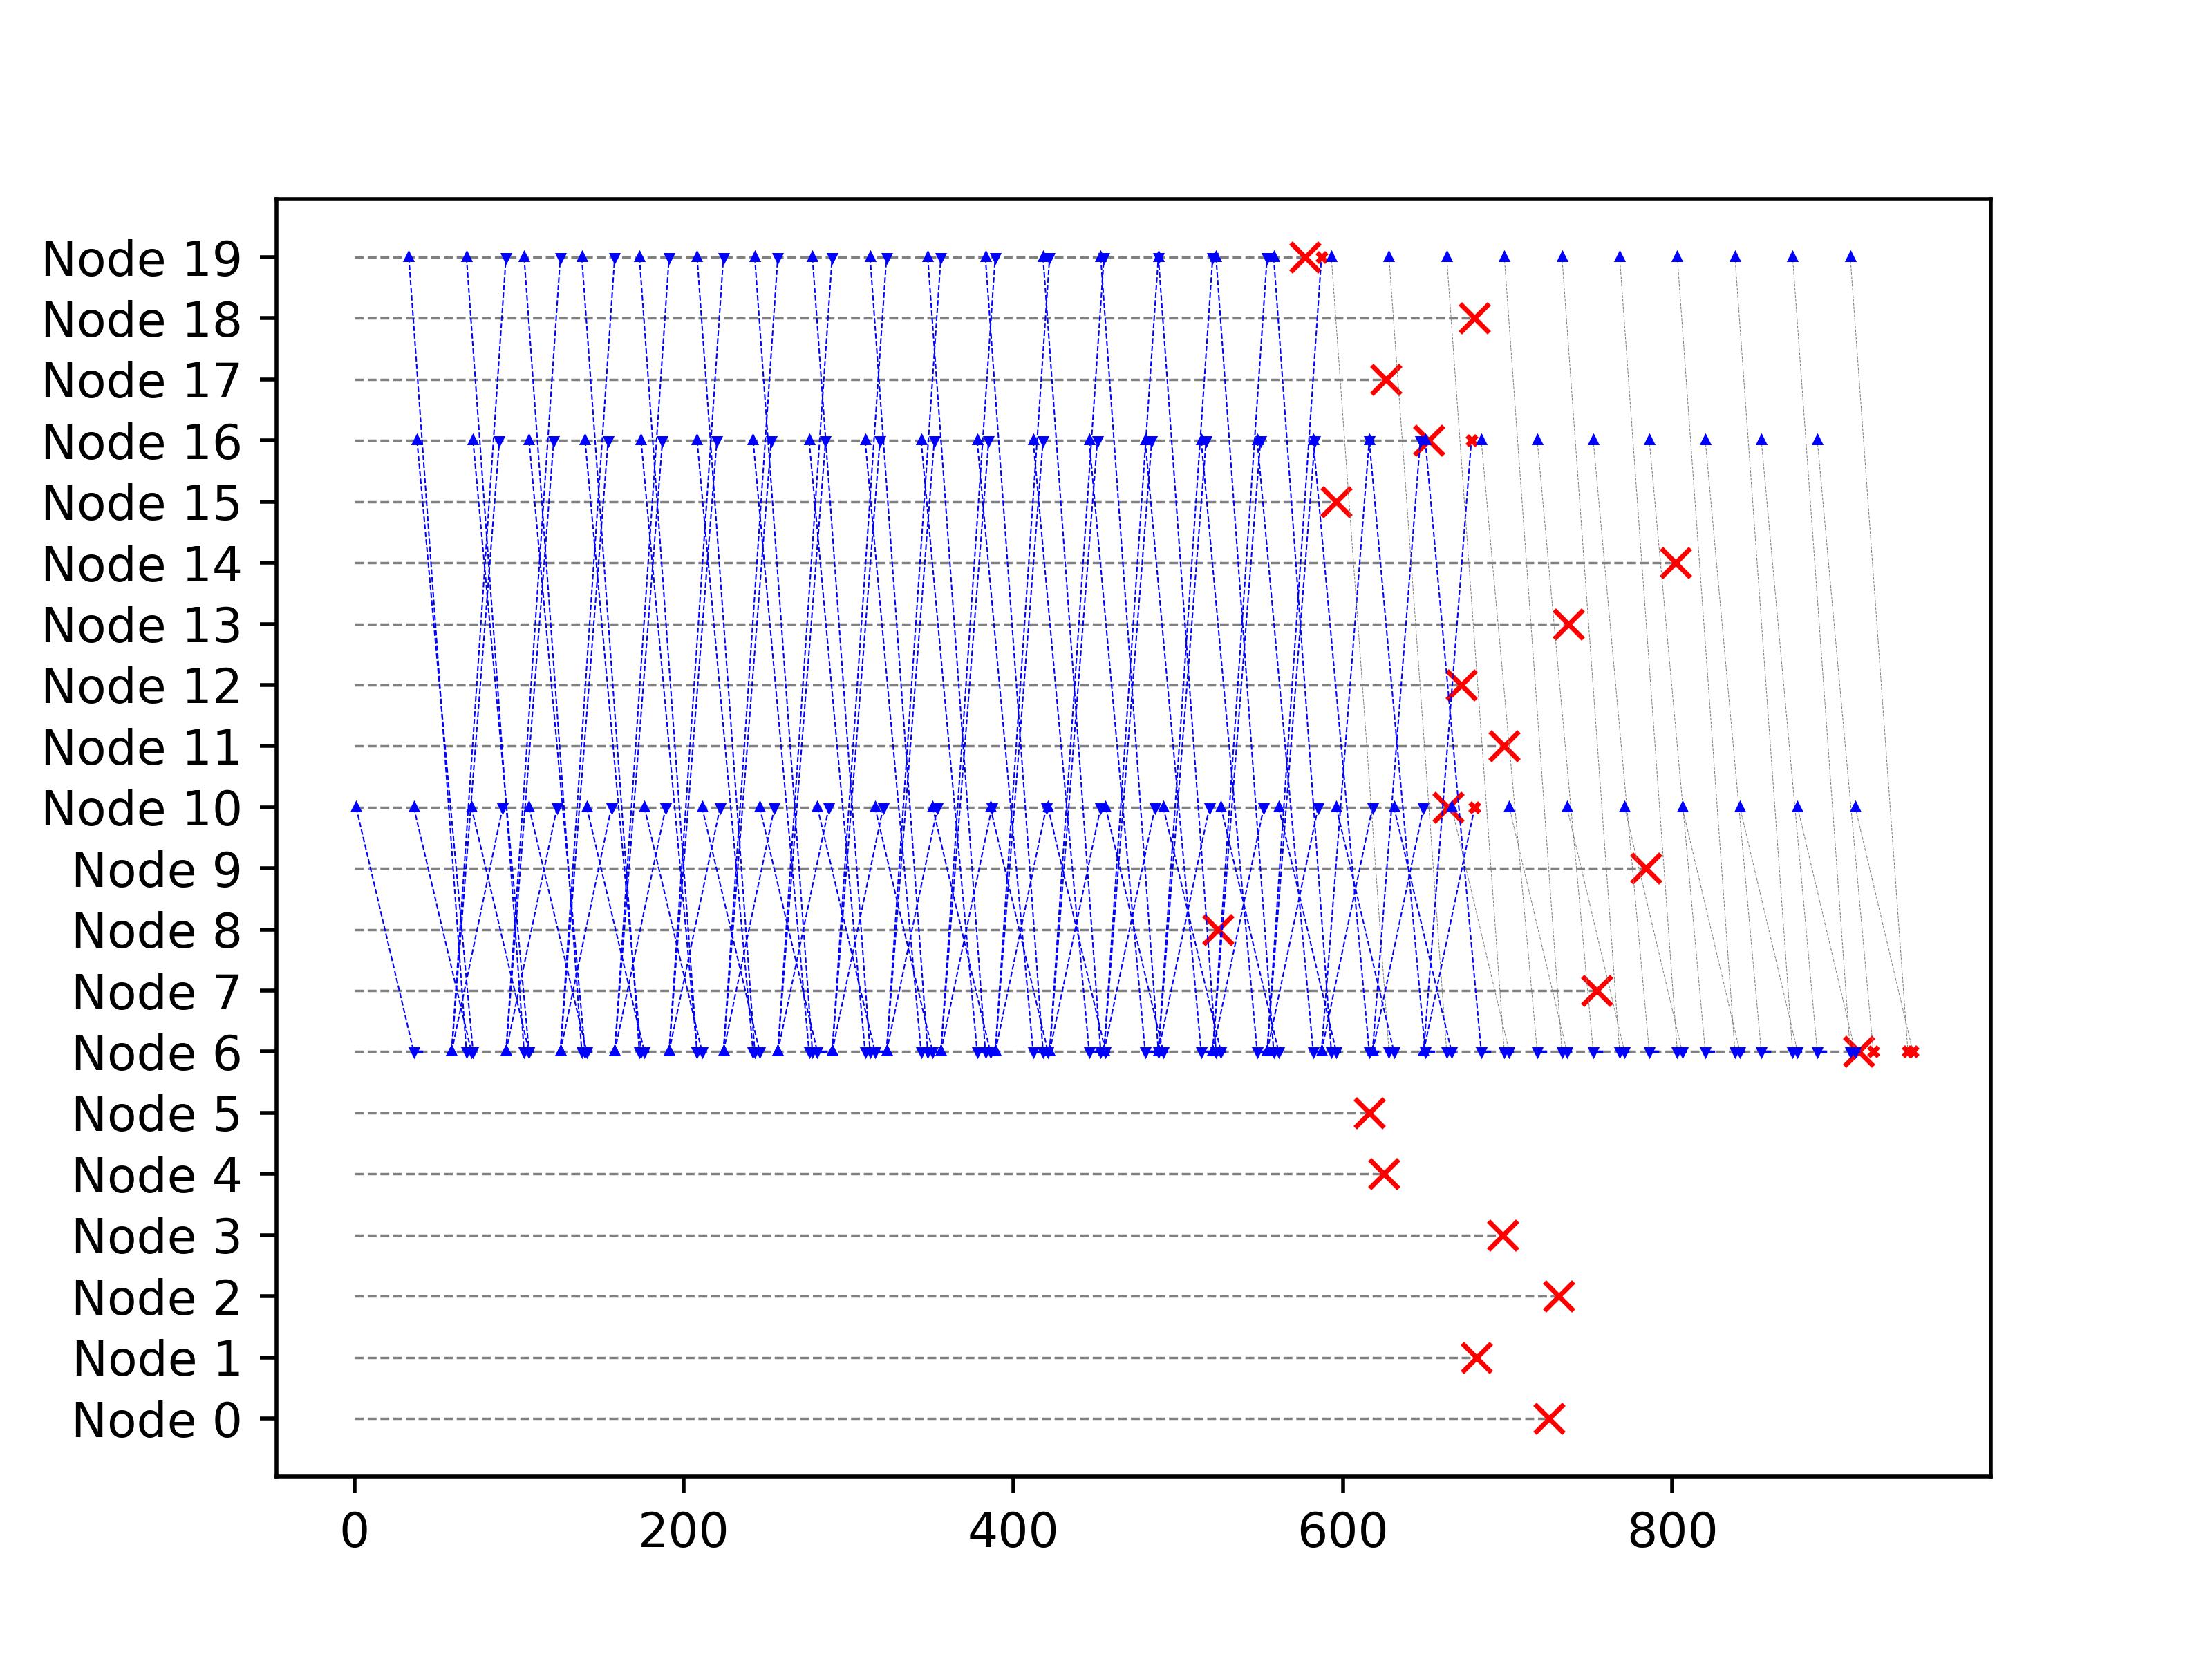 Node 19
Node 18
Node 17
Node 16
Node 15
Node 14
Node 13
Node 12
Node 11
Node 10
Node 9
Node 8
Node 7
Node 6
Node 5
Node 4
Node 3
Node 2
Node 1
Node 0
0 200 400 600 800